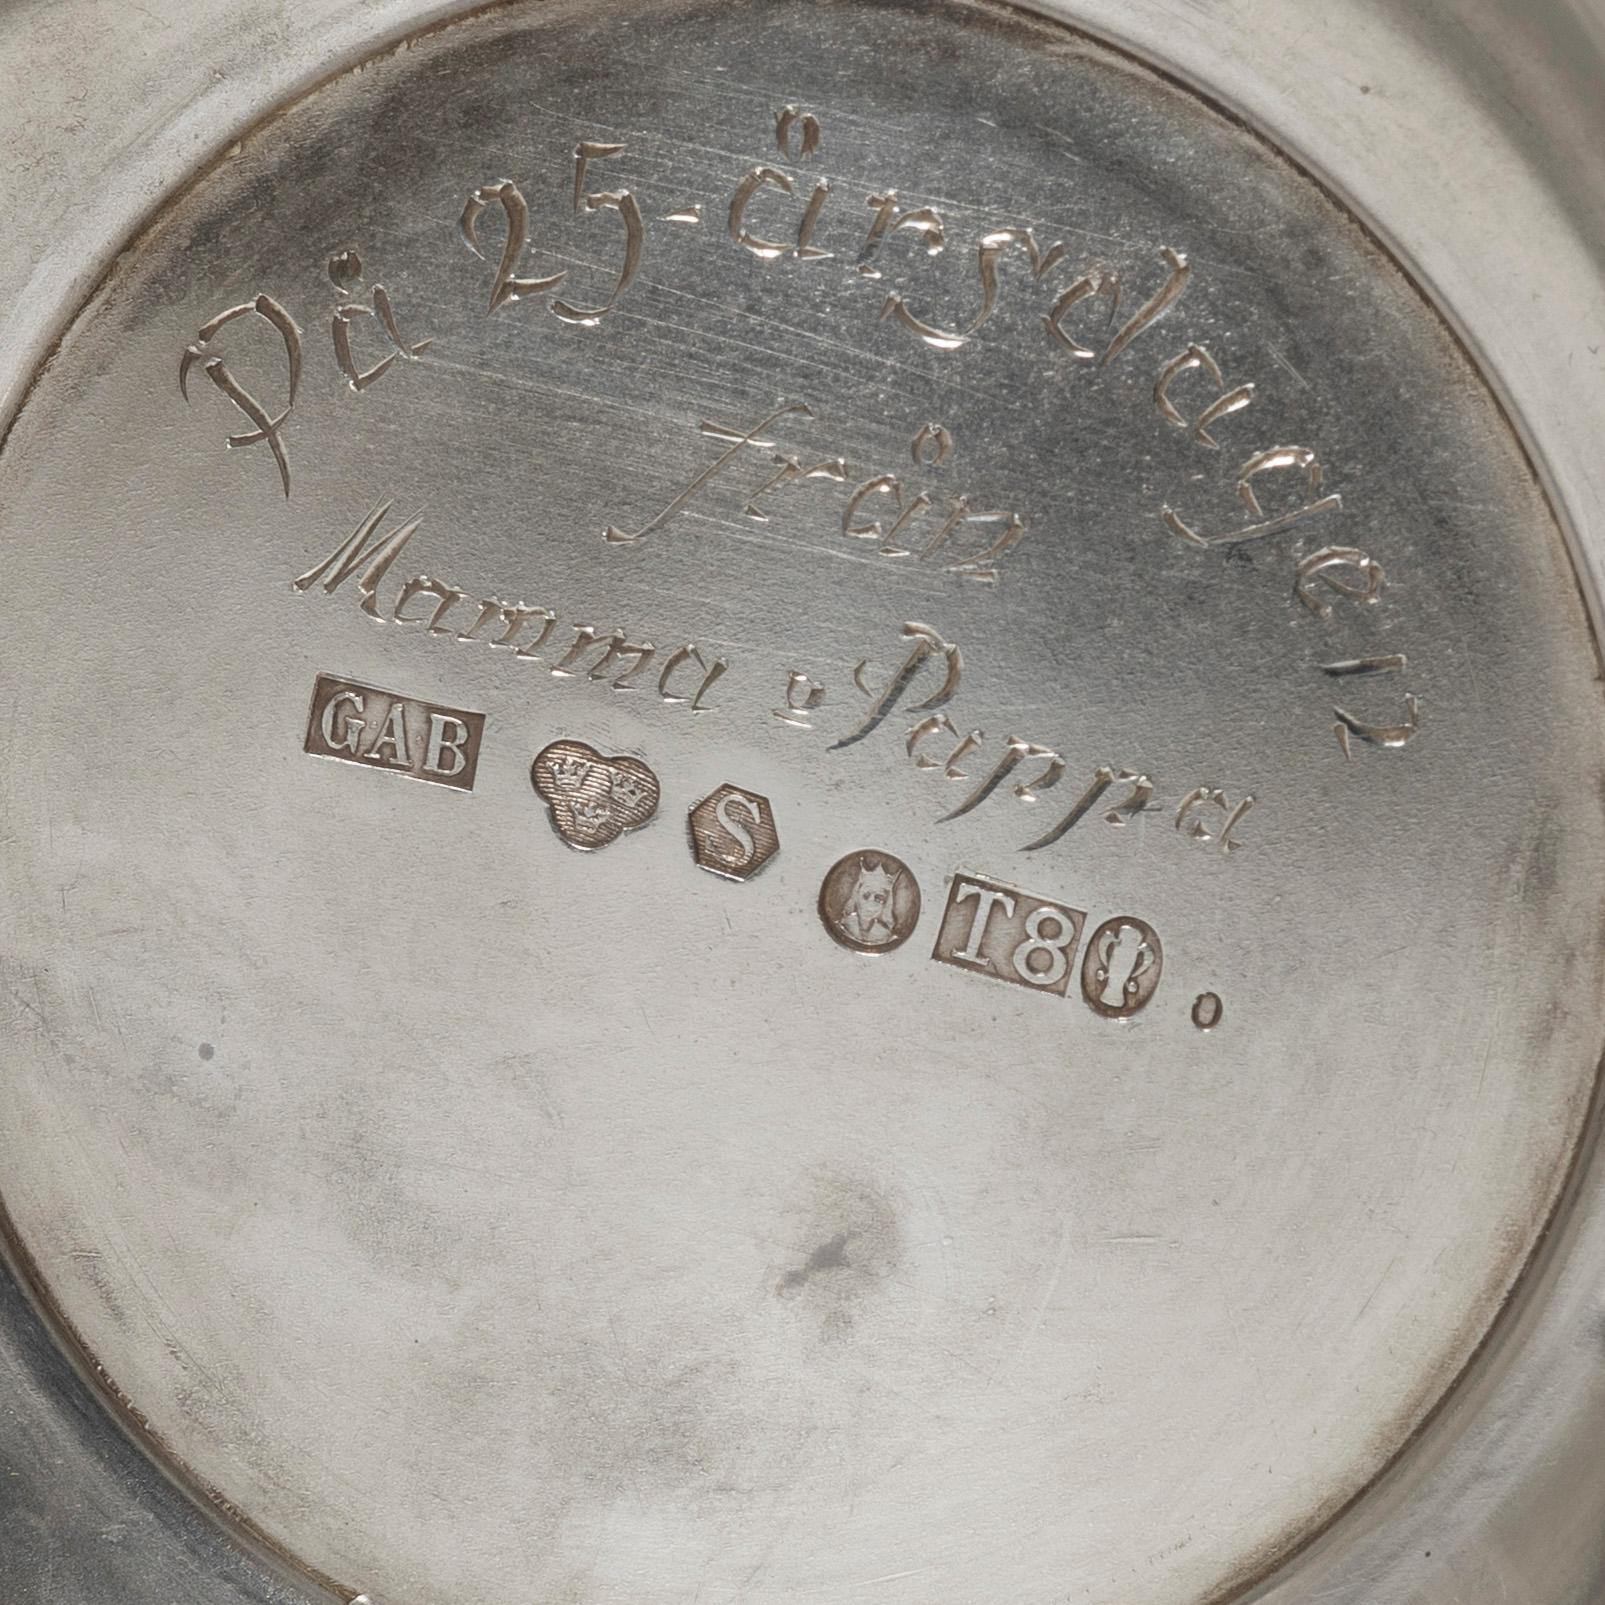 På 25-årsdagen
från
Mamma o Pappa
GAB S T8
o